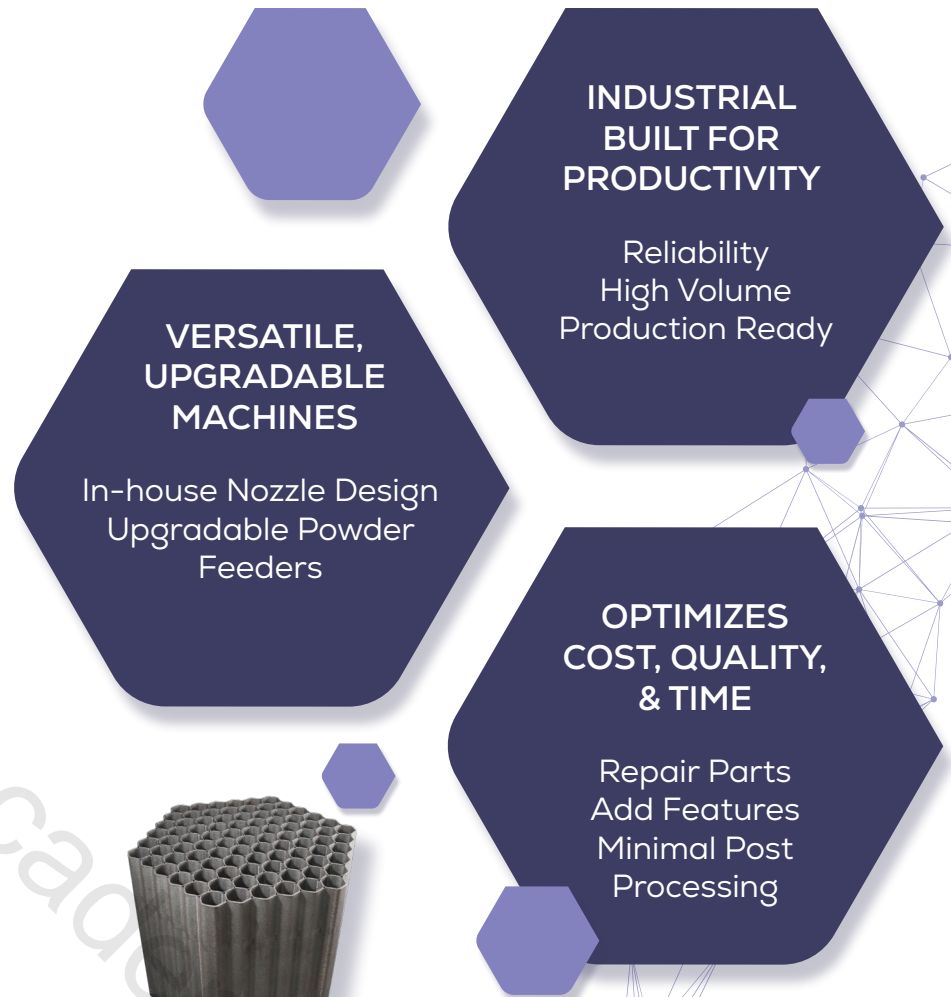 INDUSTRIAL
BUILT FOR
PRODUCTIVITY
Reliability
High Volume
Production Ready
VERSATILE,
UPGRADABLE
MACHINES
In-house Nozzle Design
Upgradable Powder
Feeders
OPTIMIZES
COST, QUALITY,
& TIME
Repair Parts
Add Features
Minimal Post
Processing